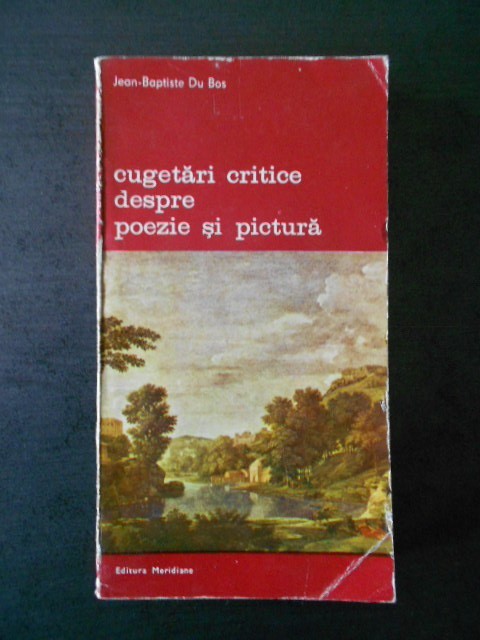 Jean-Baptiste Du Bos
cugetări critice
despre
poezie și pictură
Editura Meridiane